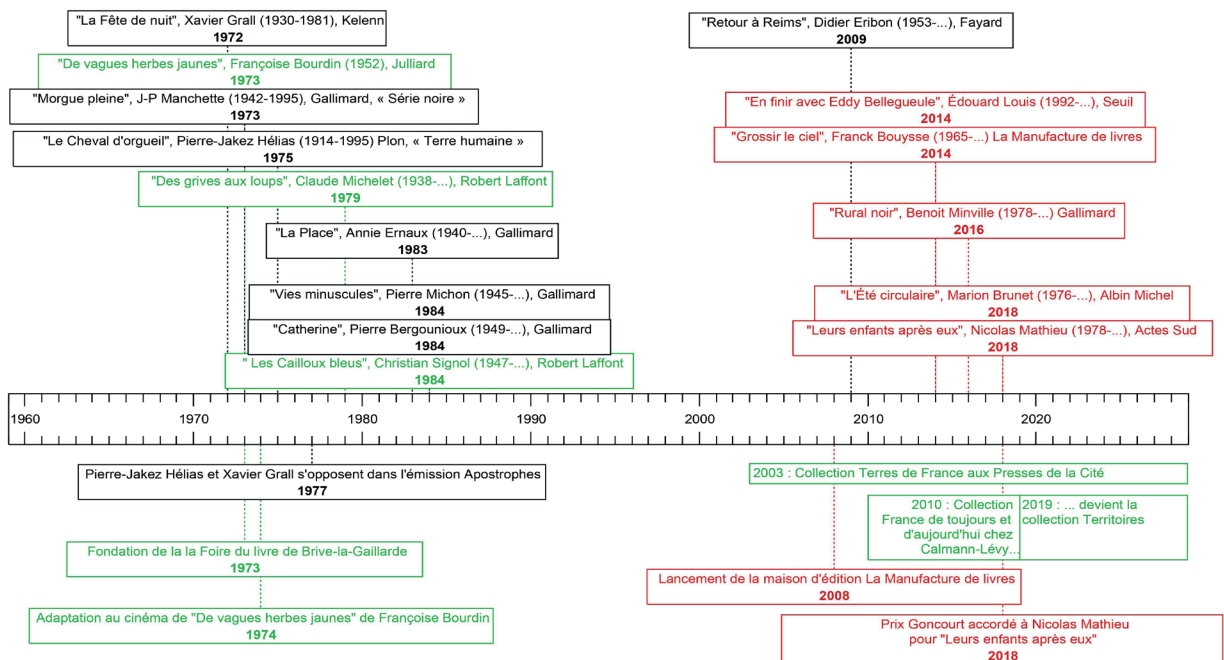 "La Fête de nuit", Xavier Grall (1930-1981), Kelenn
1972
"De vagues herbes jaunes", Françoise Bourdin (1952), Julliard
1973
"Morgue pleine", J-P Manchette (1942-1995), Gallimard, « Série noire »
1973
"Le Cheval d'orgueil", Pierre-Jakez Hélias (1914-1995) Plon, « Terre humaine »
1975
"Des grives aux loups", Claude Michelet (1938-...), Robert Laffont
1979
"La Place", Annie Ernaux (1940-...), Gallimard
1983
"Vies minuscules", Pierre Michon (1945-...), Gallimard
1984
"Catherine", Pierre Bergounioux (1949-...), Gallimard
1984
" Les Cailloux bleus", Christian Signol (1947-...), Robert Laffont
1984
"Retour à Reims", Didier Eribon (1953-...), Fayard
2009
"En finir avec Eddy Bellegueule", Édouard Louis (1992-...), Seuil
2014
"Grossir le ciel", Franck Bouysse (1965-...) La Manufacture de livres
2014
"Rural noir", Benoit Minville (1978-...) Gallimard
2016
"L'Été circulaire", Marion Brunet (1976-...), Albin Michel
2018
"Leurs enfants après eux", Nicolas Mathieu (1978-...), Actes Sud
2018
1960 1970 1980 1990 2000 2010 2020
Pierre-Jakez Hélias et Xavier Grall s'opposent dans l'émission Apostrophes
1977
Fondation de la la Foire du livre de Brive-la-Gaillarde
1973
Adaptation au cinéma de "De vagues herbes jaunes" de Françoise Bourdin
1974
2003 : Collection Terres de France aux Presses de la Cité
2010 : Collection
France de toujours et
d'aujourd'hui chez
Calmann-Lévy...
2019 : ... devient la
collection Territoires
Lancement de la maison d'édition La Manufacture de livres
2008
Prix Goncourt accordé à Nicolas Mathieu
pour "Leurs enfants après eux"
2018